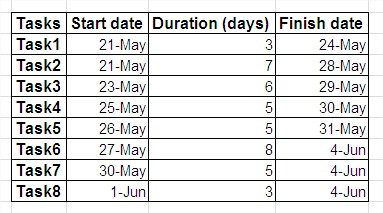 Tasks Start date Duration (days) Finish date
Task1 21-May 3 24-May
Task2 21-May 7 28-May
Task3 23-May 6 29-May
Task4 25-May 5 30-May
Task5 26-May 5 31-May
Task6 27-May 8 4-Jun
Task7 30-May 5 4-Jun
Task8 1-Jun 3 4-Jun